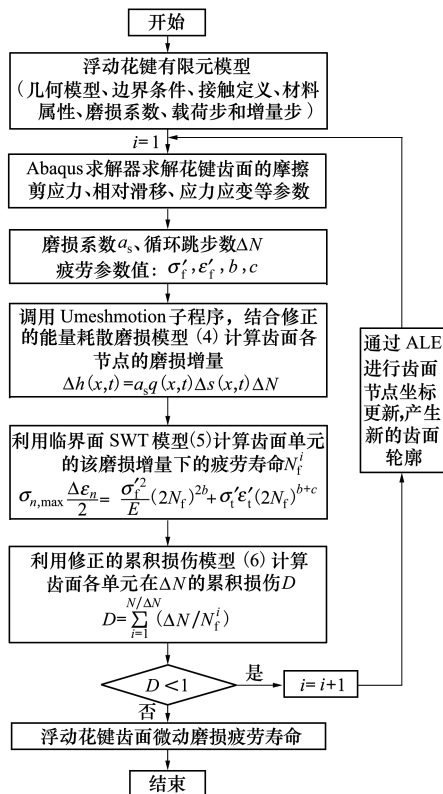 开始
浮动花键有限元模型
(几何模型、边界条件、接触定义、材料
属性、磨损系数、载荷步和增量步)
i=1
Abaqus求解器求解花键齿面的摩擦
剪应力、相对滑移、应力应变等参数
磨损系数aₛ、循环跳步数ΔN
疲劳参数值: σ′f,ε′f,b,c
调用Umeshmotion子程序, 结合修正
的能量耗散磨损模型 (4) 计算齿面各
节点的磨损增量
Δh(x,t)=aₛq(x,t)Δs(x,t)ΔN
利用临界面SWT模型(5)计算齿面单元
的该磨损增量下的疲劳寿命Nfⁱ
σn,max Δεn/2 = σ′f²/E (2Nf)²ᵇ+σt′ε′t(2Nf)ᵇ⁺ᶜ
利用修正的累积损伤模型 (6) 计算
齿面各单元在ΔN的累积损伤D
D=∑ᵢ₌₁^(N/ΔN) (ΔN/Nfⁱ)
D<1
是
i=i+1
通过ALE
进行齿面
节点坐标
更新,产生
新的齿面
轮廓
否
浮动花键齿面微动磨损疲劳寿命
结束